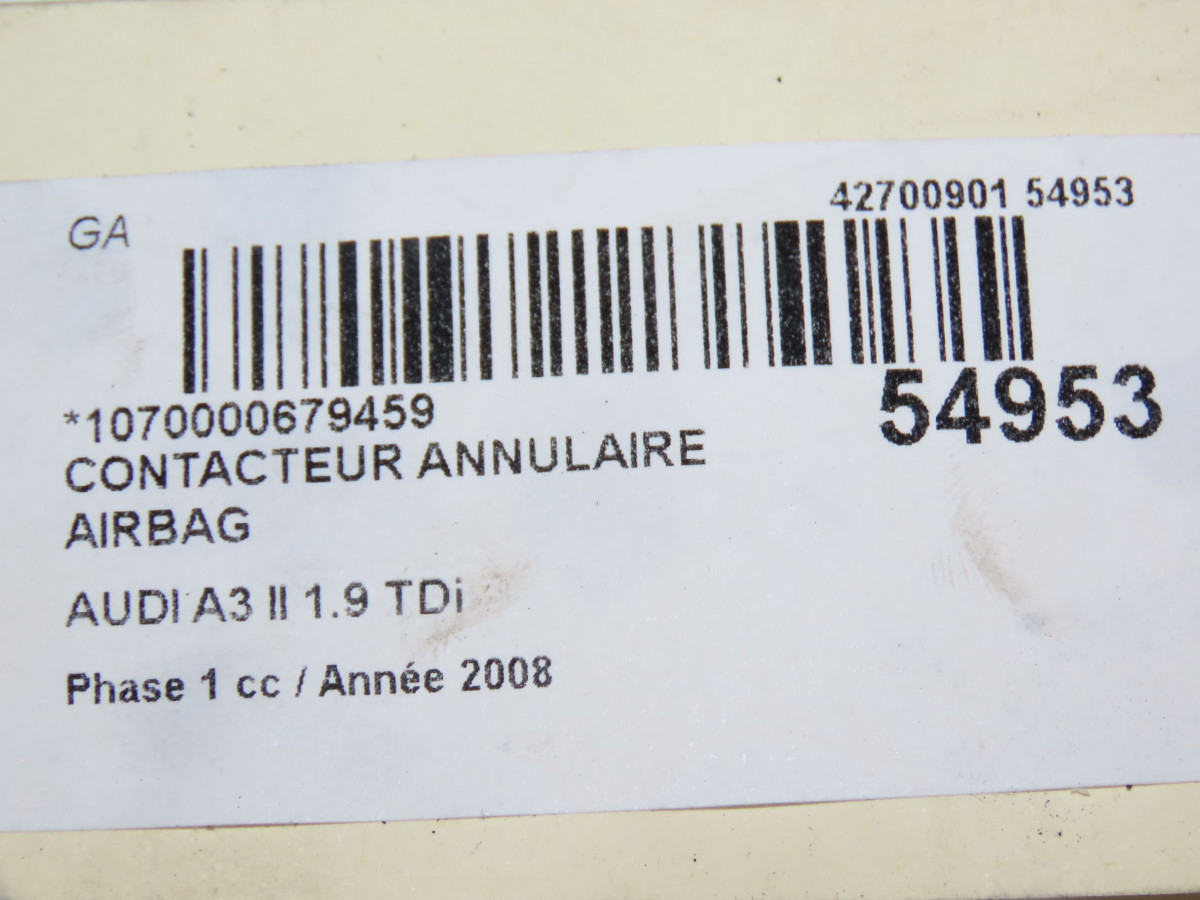 GA
42700901 54953
*1070000679459
54953
CONTACTEUR ANNULAIRE
AIRBAG
AUDI A3 II 1.9 TDi
Phase 1 cc / Année 2008